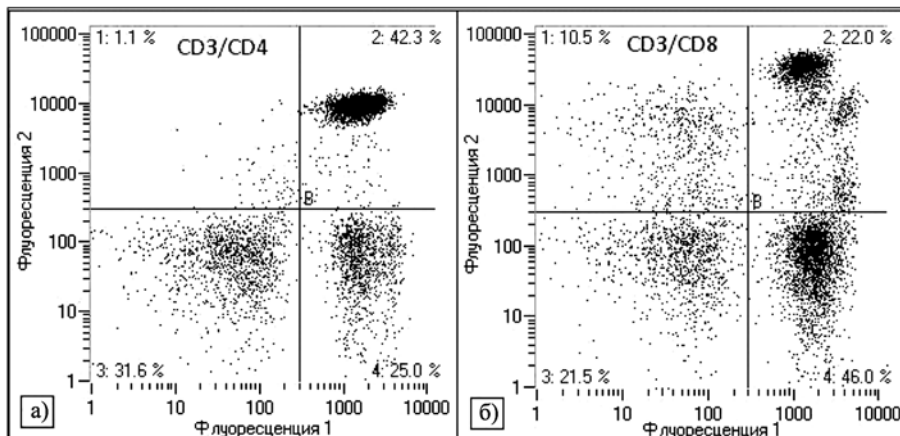 100000
10000
1000
100
10
1
1: 1.1 %
CD3/CD4
2: 42.3 %
В
3: 31.6 %
4: 25.0 %
Флуоресценция 2
1
10
100
1000
10000
Флуоресценция 1
а)
100000
10000
1000
100
10
1
1: 10.5 %
CD3/CD8
2: 22.0 %
В
3: 21.5 %
4: 46.0 %
Флуоресценция 2
1
10
100
1000
10000
Флуоресценция 1
б)